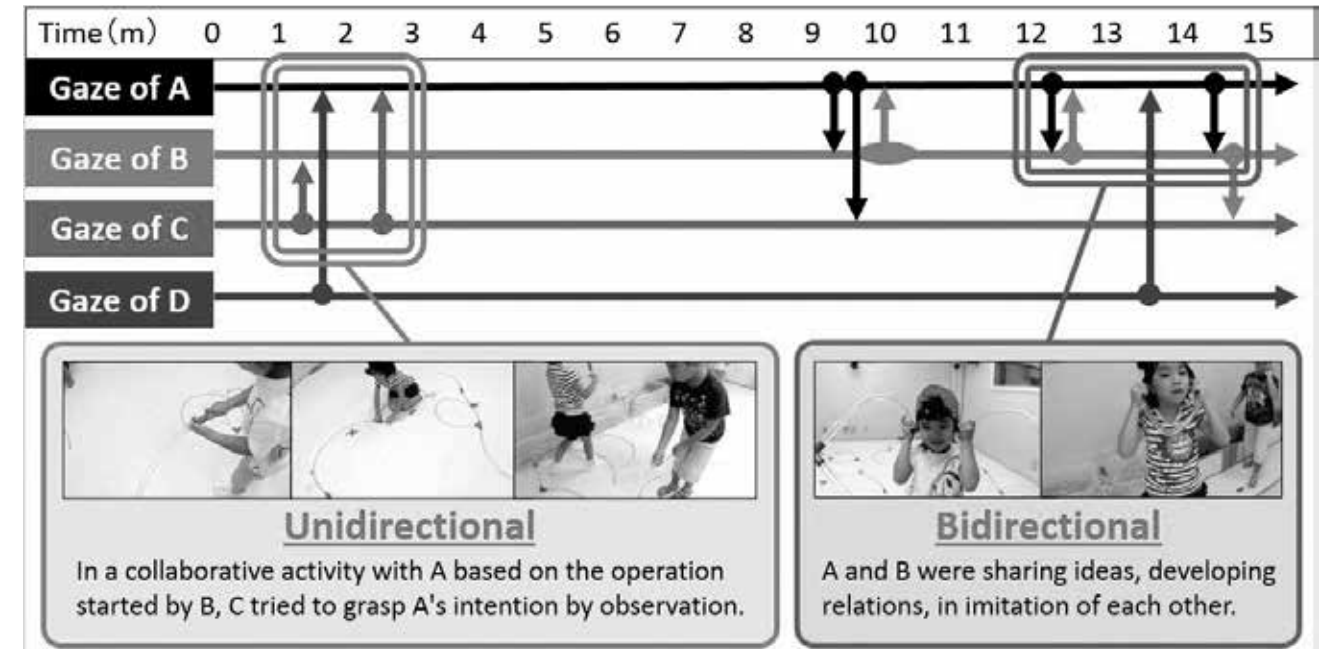 Time(m) 0 1 2 3 4 5 6 7 8 9 10 11 12 13 14 15
Gaze of A
Gaze of B
Gaze of C
Gaze of D
Unidirectional
In a collaborative activity with A based on the operation
started by B, C tried to grasp A's intention by observation.
Bidirectional
A and B were sharing ideas, developing
relations, in imitation of each other.